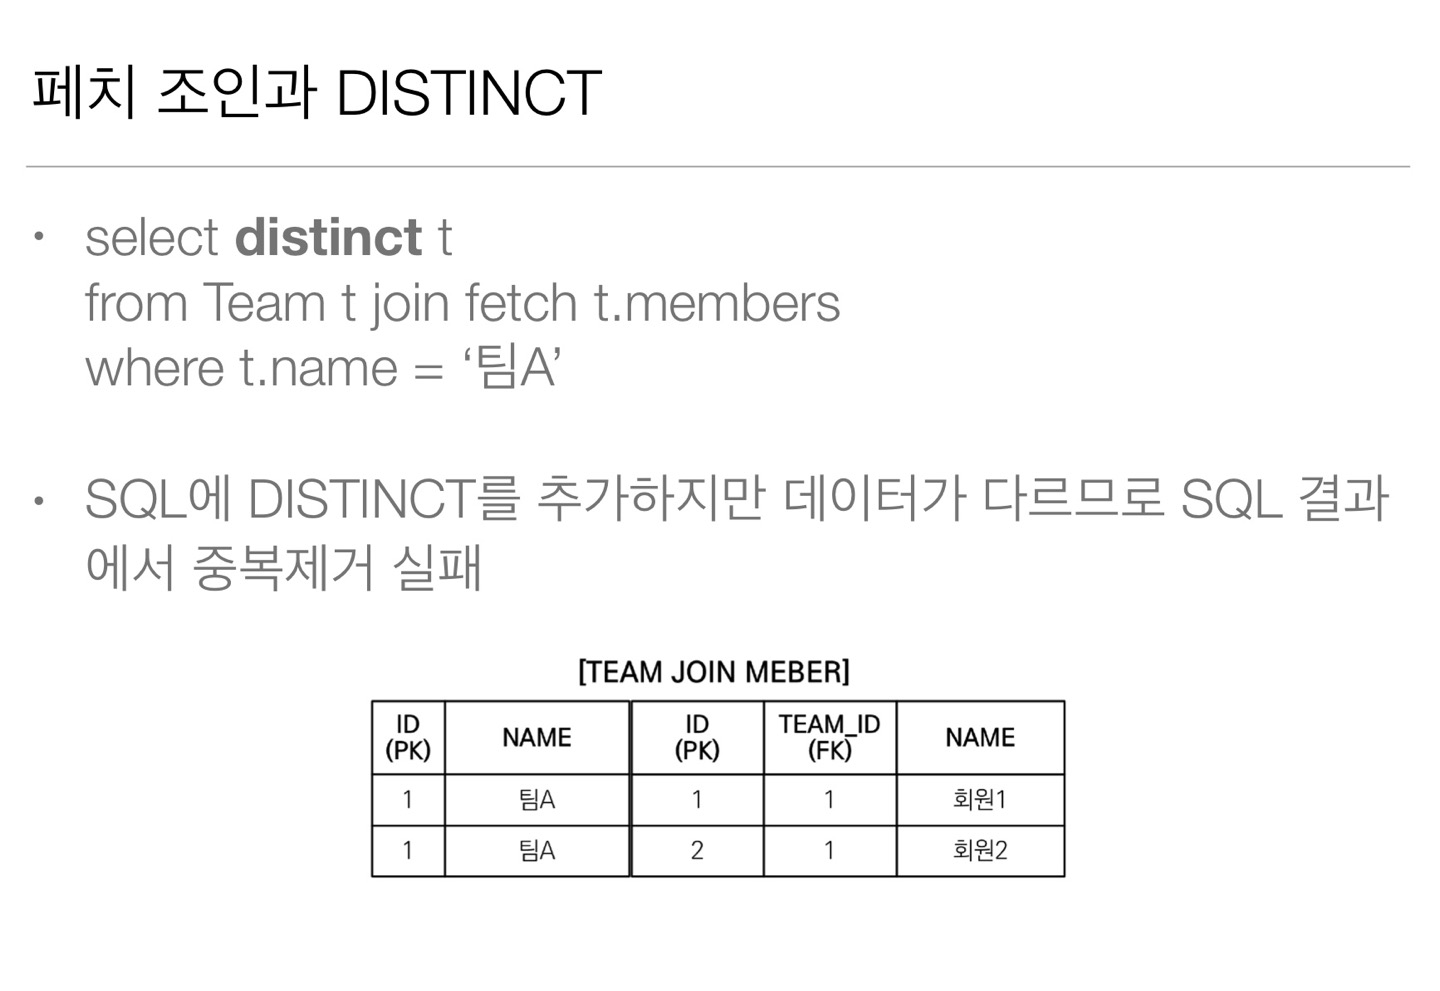 페치 조인과 DISTINCT
• select distinct t
from Team t join fetch t.members
where t.name = ‘팀A’
• SQL에 DISTINCT를 추가하지만 데이터가 다르므로 SQL 결과
에서 중복제거 실패
[TEAM JOIN MEBER]
ID (PK) NAME ID (PK) TEAM_ID (FK) NAME
1 팀A 1 1 회원1
1 팀A 2 1 회원2